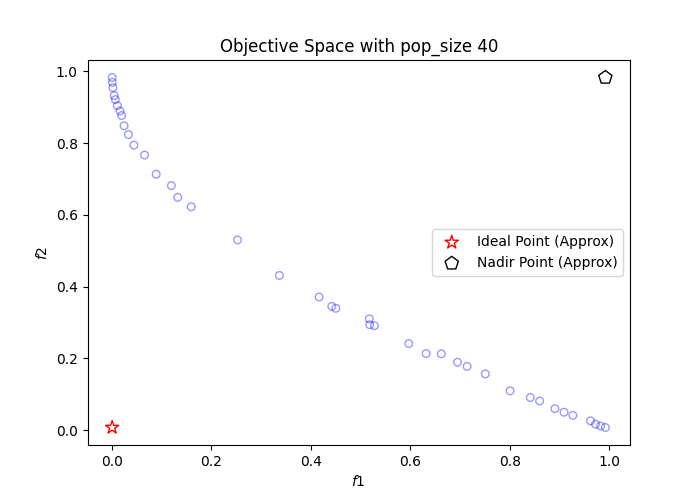 Objective Space with pop_size 40
1.0
0.8
0.6
0.4
0.2
0.0
f2
Ideal Point (Approx)
Nadir Point (Approx)
0.0 0.2 0.4 0.6 0.8 1.0
f1